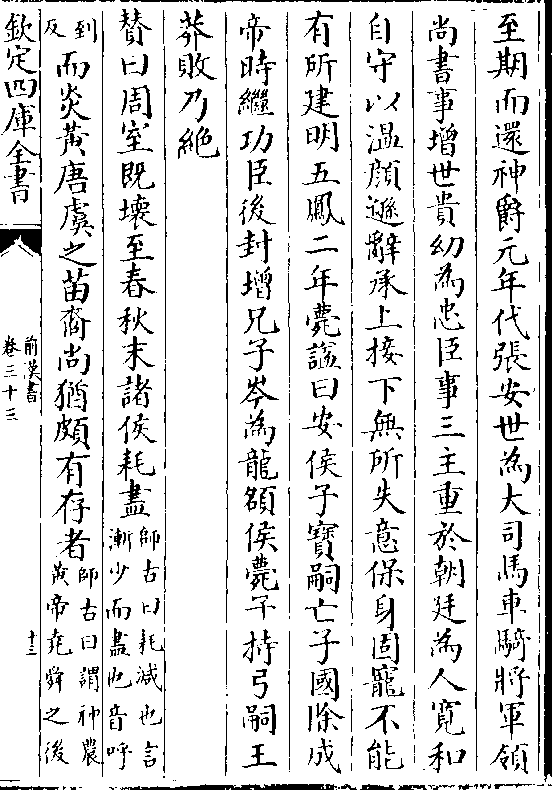 至期而還神爵元年代張安世為大司馬車騎將軍領
尚書事增世貴幼為忠臣事三主重於朝廷為人寛和
自守以溫顔遜辭承上接下無所失意保身固寵不能
有所建明五鳳二年薨諡曰安侯子寶嗣亡子國除成
帝時繼功臣後封增兄子岑為龍頟侯薨子持弓嗣王
莽敗乃絶
賛曰周室既壊至春秋末諸侯耗盡師古曰耗減也言漸少而盡也音呼
到反而炎黄唐虞之苗裔尚猶頗有存者師古曰謂神農黄帝堯舜之後
欽定四庫全書
前漢書
卷三十三
十三